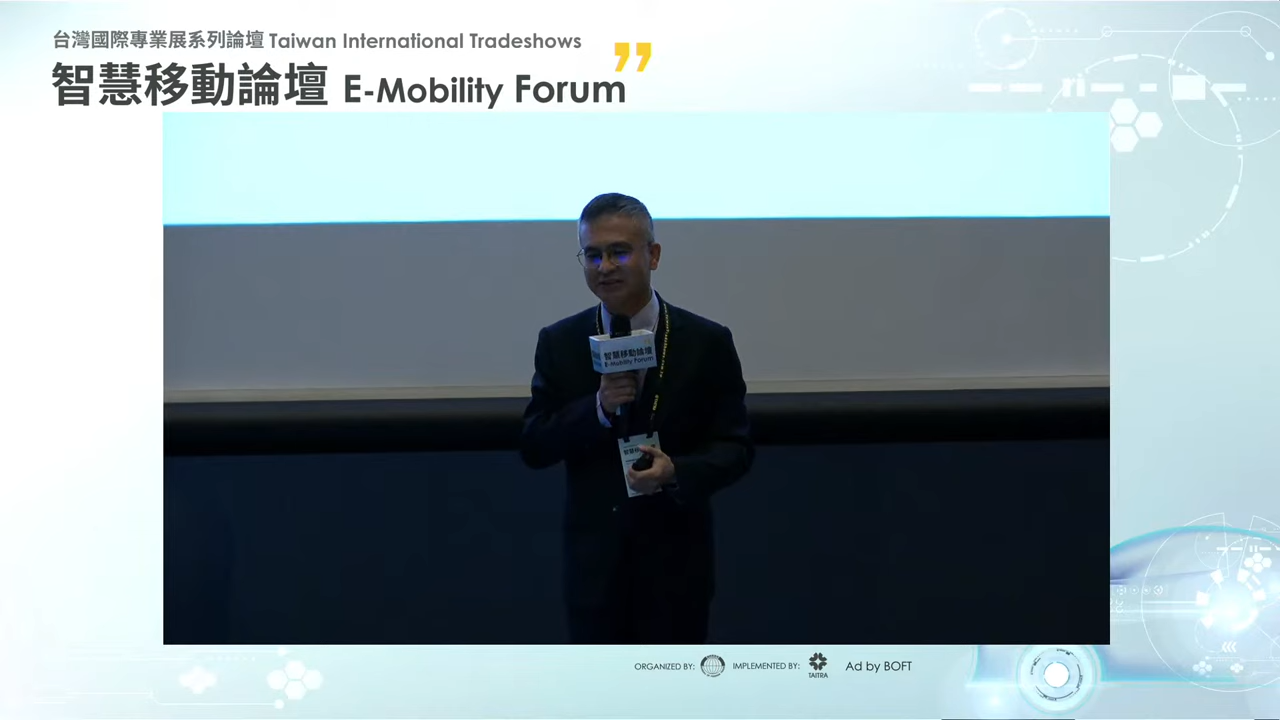 台灣國際專業展系列論壇 Taiwan International Tradeshows
智慧移動論壇 E-Mobility Forum
智慧移動論壇
E-Mobility Forum
ORGANIZED BY: IMPLEMENTED BY: TAITRA Ad by BOFT